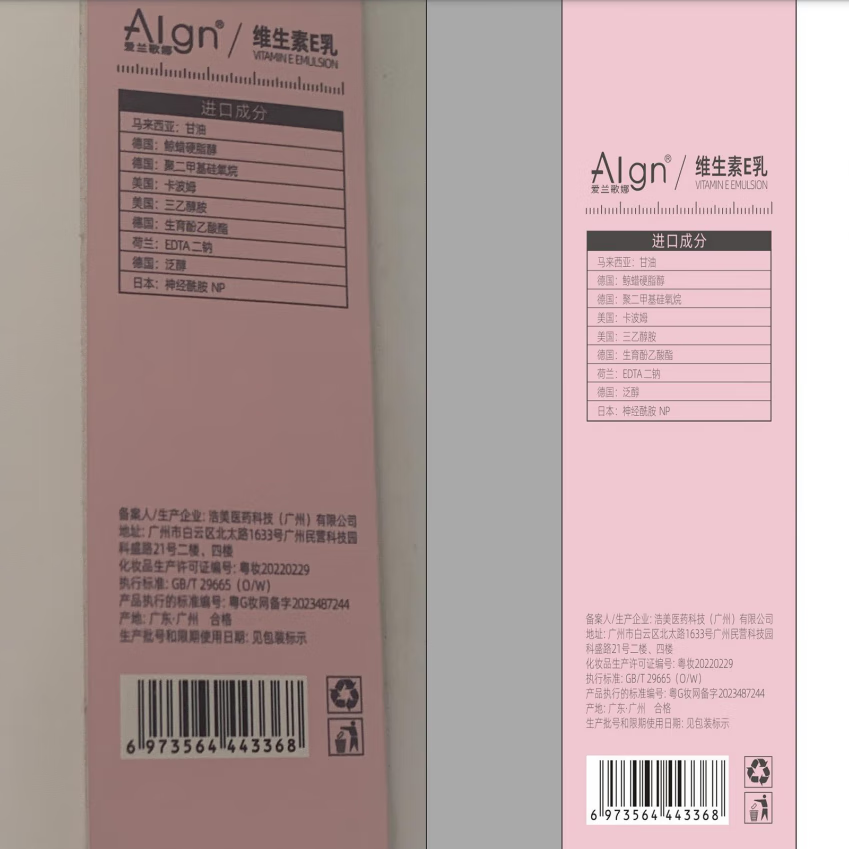 Algn® / 维生素E乳
爱兰歌娜 VITAMIN E EMULSION
进口成分
马来西亚：甘油
德国：鲸蜡硬脂醇
德国：聚二甲基硅氧烷
美国：卡波姆
美国：三乙醇胺
德国：生育酚乙酸酯
荷兰：EDTA 二钠
德国：泛醇
日本：神经酰胺 NP
备案人/生产企业: 浩美医药科技（广州）有限公司
地址: 广州市白云区北太路1633号广州民营科技园
科盛路21号二楼、四楼
化妆品生产许可证编号: 粤妆20220229
执行标准: GB/T 29665（O/W）
产品执行的标准编号: 粤G妆网备字2023487244
产地: 广东·广州 合格
生产批号和限期使用日期: 见包装标示
6 973564 443368
Algn® / 维生素E乳
爱兰歌娜 VITAMIN E EMULSION
进口成分
马来西亚：甘油
德国：鲸蜡硬脂醇
德国：聚二甲基硅氧烷
美国：卡波姆
美国：三乙醇胺
德国：生育酚乙酸酯
荷兰：EDTA 二钠
德国：泛醇
日本：神经酰胺 NP
备案人/生产企业: 浩美医药科技（广州）有限公司
地址: 广州市白云区北太路1633号广州民营科技园
科盛路21号二楼、四楼
化妆品生产许可证编号: 粤妆20220229
执行标准: GB/T 29665（O/W）
产品执行的标准编号: 粤G妆网备字2023487244
产地: 广东·广州 合格
生产批号和限期使用日期: 见包装标示
6 973564 443368